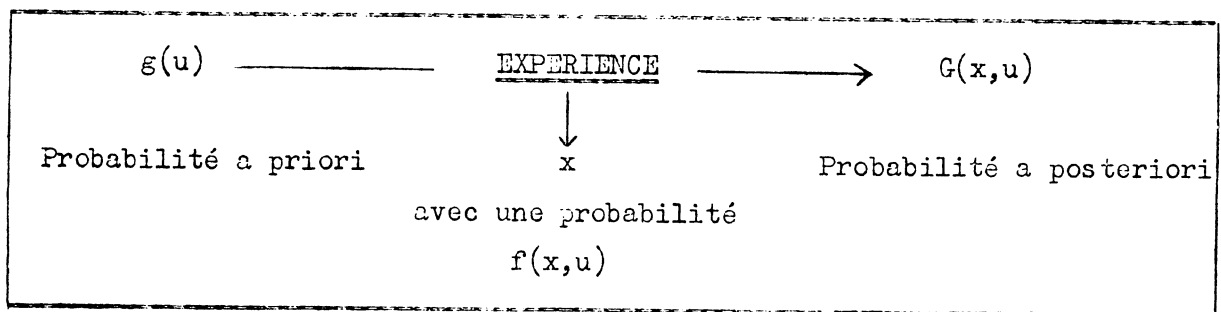 g(u) EXPERIENCE G(x,u)
Probabilité a priori x Probabilité a posteriori
avec une probabilité
f(x,u)